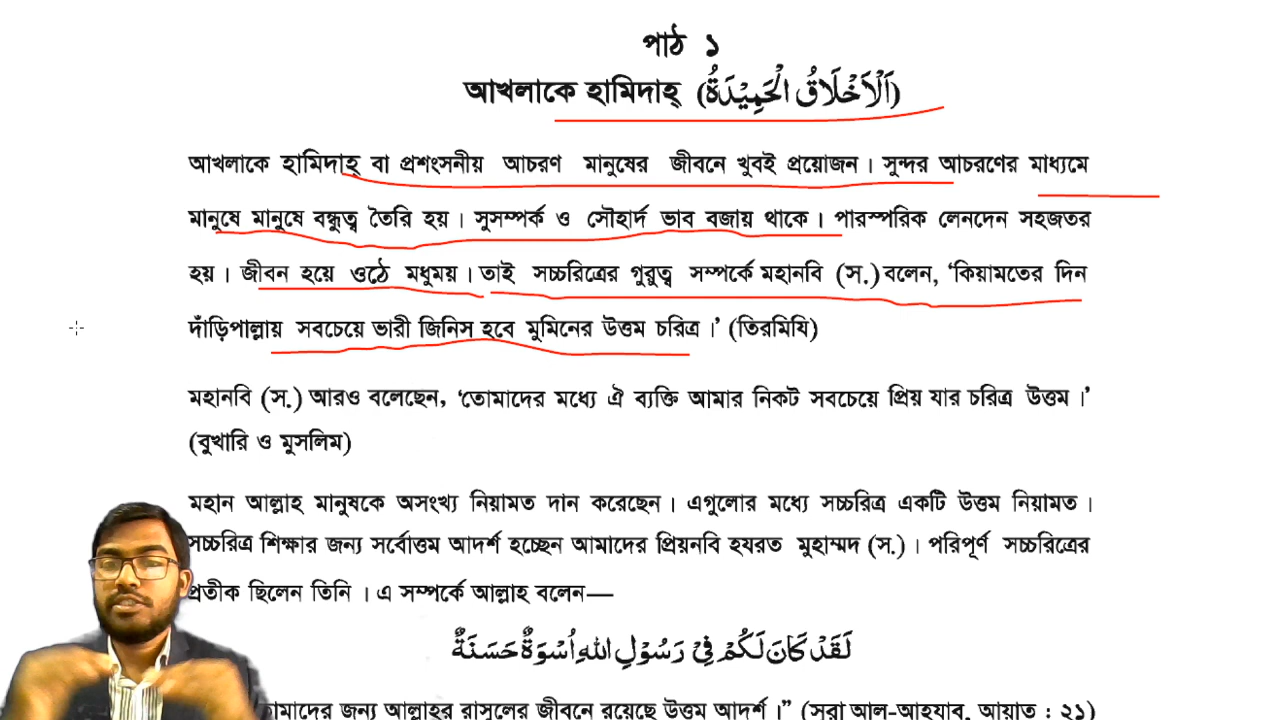 পাঠ ১
আখলাকে হামিদাহ্ (اَلْاَخْلَاقُ الْحَمِيْدَةُ)
আখলাকে হামিদাহ্ বা প্রশংসনীয় আচরণ মানুষের জীবনে খুবই প্রয়োজন। সুন্দর আচরণের মাধ্যমে
মানুষে মানুষে বন্ধুত্ব তৈরি হয়। সুসম্পর্ক ও সৌহার্দ ভাব বজায় থাকে। পারস্পরিক লেনদেন সহজতর
হয়। জীবন হয়ে ওঠে মধুময়। তাই সচ্চরিত্রের গুরুত্ব সম্পর্কে মহানবি (স.) বলেন, ‘কিয়ামতের দিন
দাঁড়িপাল্লায় সবচেয়ে ভারী জিনিস হবে মুমিনের উত্তম চরিত্র।’ (তিরমিযি)
মহানবি (স.) আরও বলেছেন, ‘তোমাদের মধ্যে ঐ ব্যক্তি আমার নিকট সবচেয়ে প্রিয় যার চরিত্র উত্তম।’
(বুখারি ও মুসলিম)
মহান আল্লাহ মানুষকে অসংখ্য নিয়ামত দান করেছেন। এগুলোর মধ্যে সচ্চরিত্র একটি উত্তম নিয়ামত।
সচ্চরিত্র শিক্ষার জন্য সর্বোত্তম আদর্শ হচ্ছেন আমাদের প্রিয়নবি হযরত মুহাম্মদ (স.)। পরিপূর্ণ সচ্চরিত্রের
প্রতীক ছিলেন তিনি। এ সম্পর্কে আল্লাহ বলেন—
لَقَدْ كَانَ لَكُمْ فِيْ رَسُوْلِ اللهِ اُسْوَةٌ حَسَنَةٌ
জন্য আল্লাহর রাসুলের জীবনে রয়েছে উত্তম আদর্শ।” (সূরা আল-আহযাব, আয়াত : ২১)